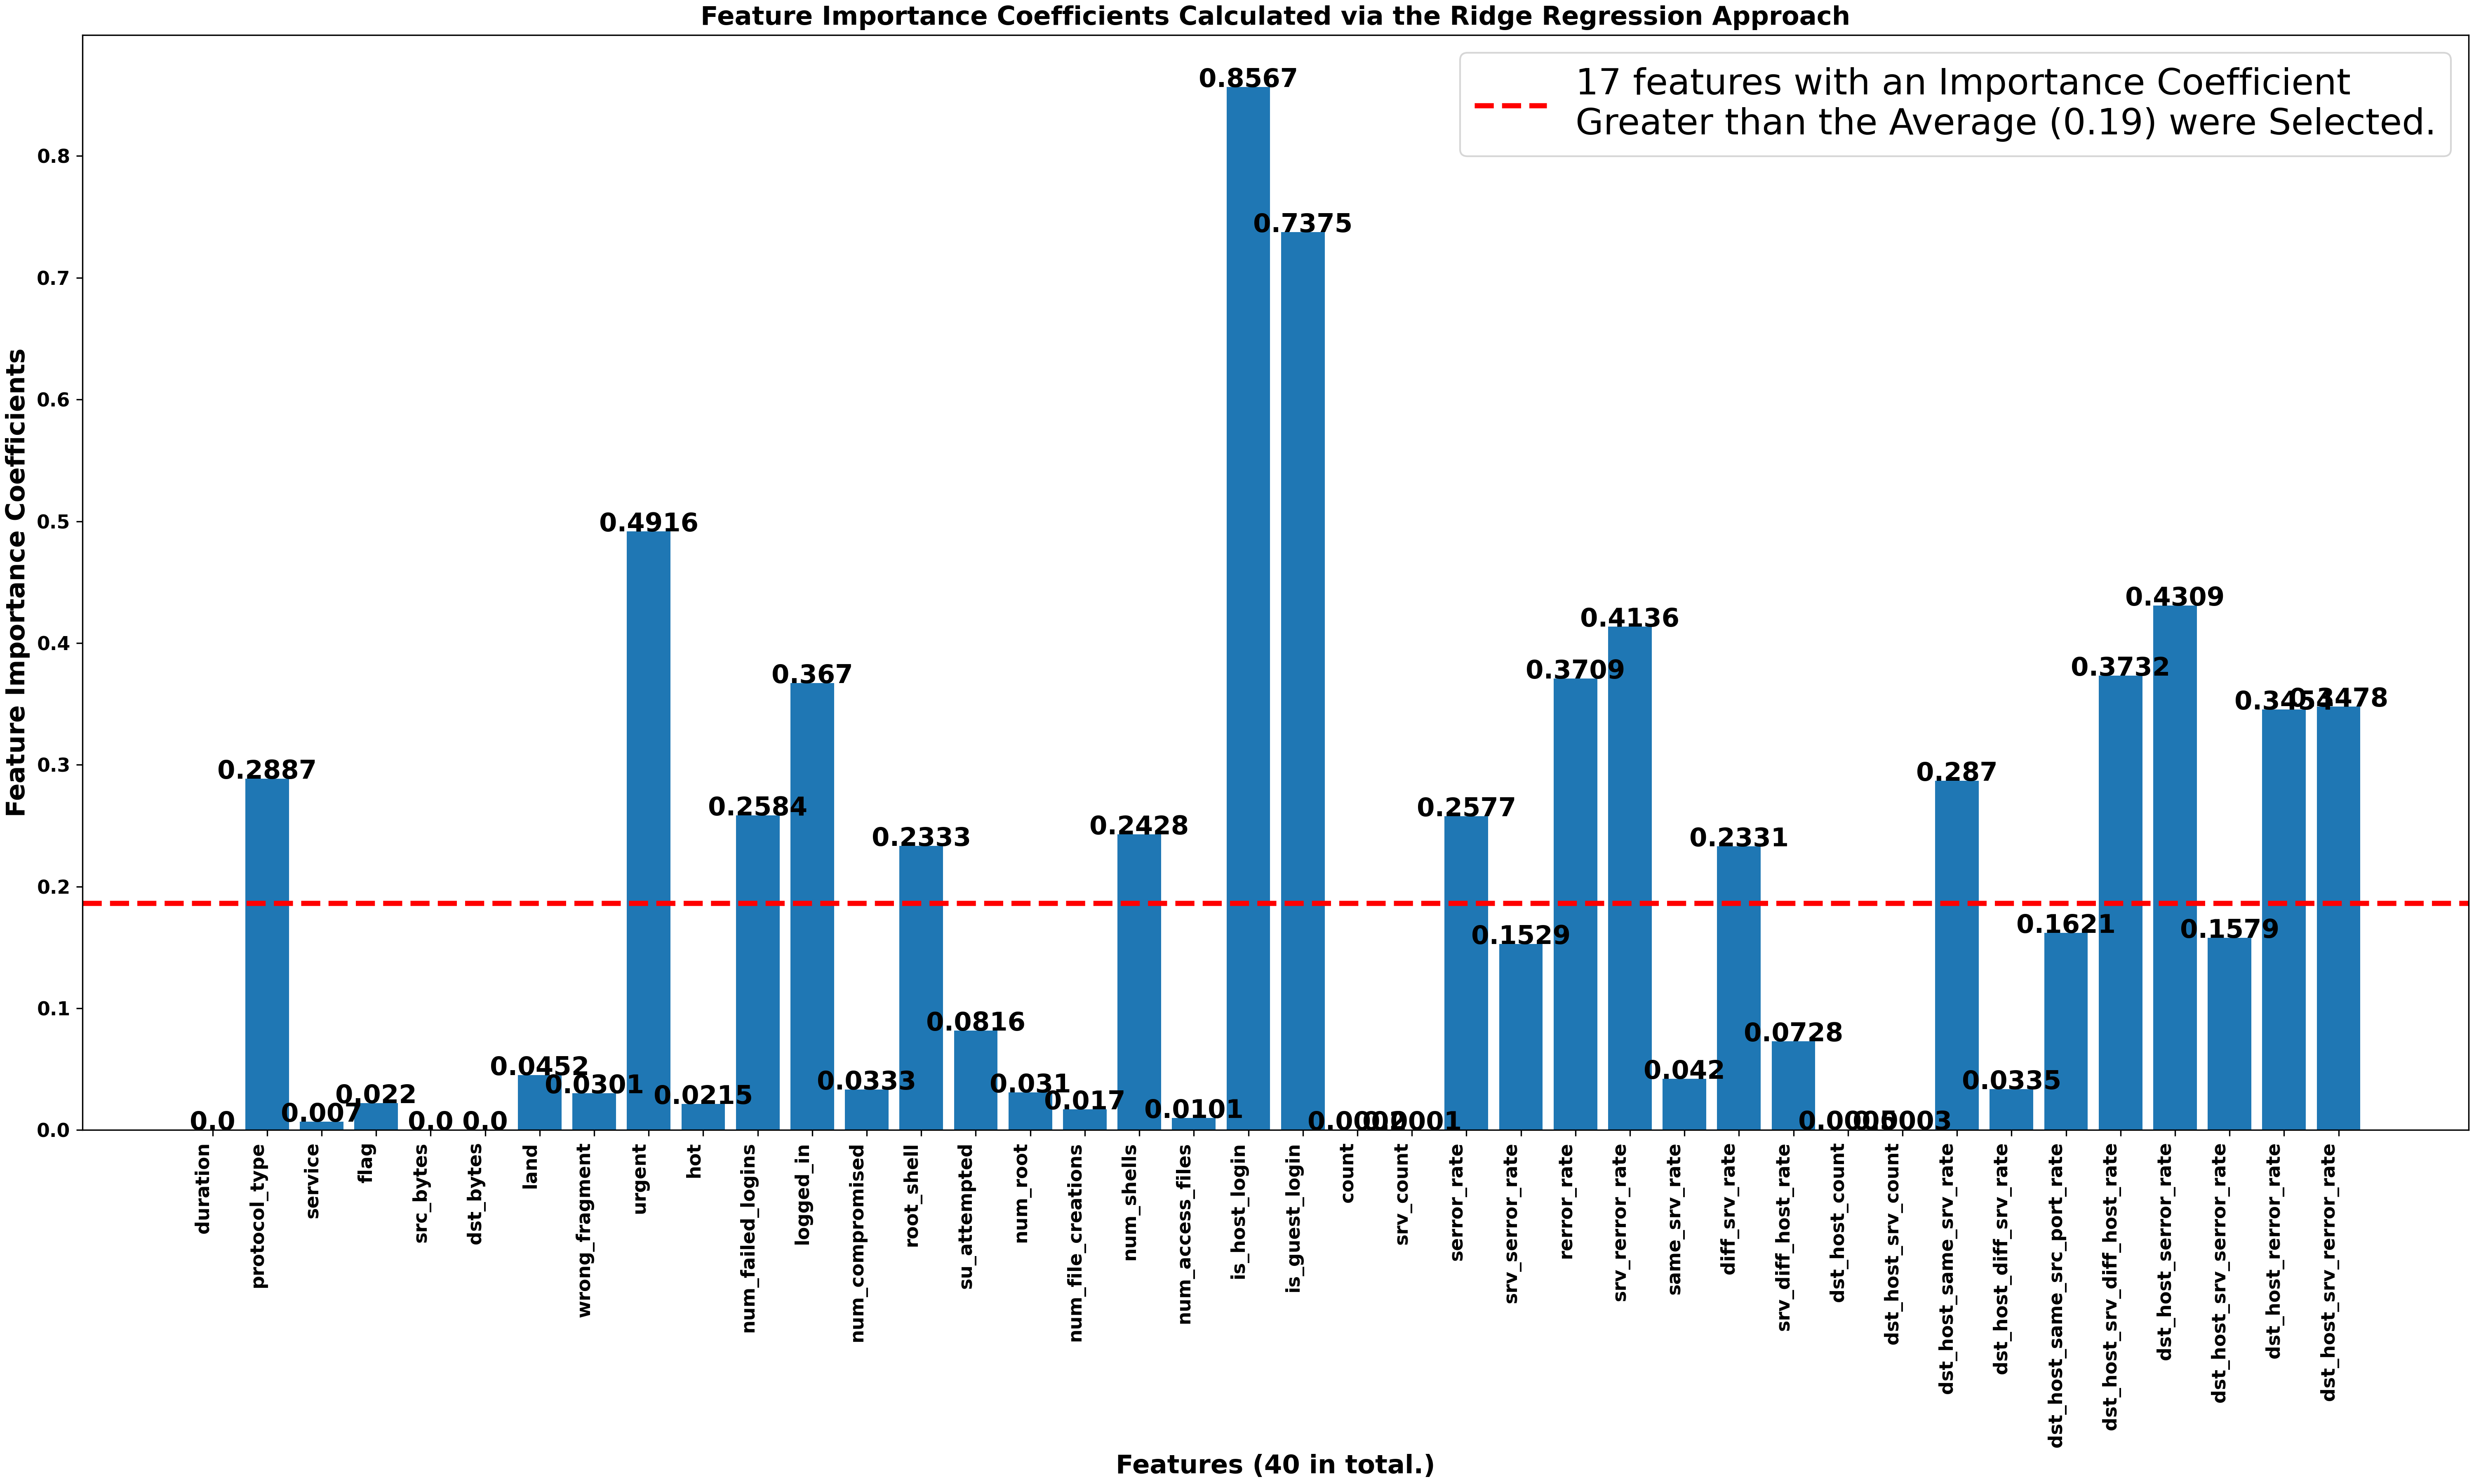 Feature Importance Coefficients Calculated via the Ridge Regression Approach
17 features with an Importance Coefficient
Greater than the Average (0.19) were Selected.
Feature Importance Coefficients
0.8
0.7
0.6
0.5
0.4
0.3
0.2
0.1
0.0
0.0
0.2887
0.007
0.022
0.0
0.0
0.0452
0.0301
0.4916
0.0215
0.2584
0.367
0.0333
0.2333
0.0816
0.031
0.017
0.2428
0.0101
0.8567
0.7375
0.0002
0.0001
0.2577
0.1529
0.3709
0.4136
0.042
0.2331
0.0728
0.0003
0.287
0.0335
0.1621
0.3732
0.4309
0.1579
0.3454
0.3478
duration
protocol_type
service
flag
src_bytes
dst_bytes
land
wrong_fragment
urgent
hot
num_failed_logins
logged_in
num_compromised
root_shell
su_attempted
num_root
num_file_creations
num_shells
num_access_files
is_host_login
is_guest_login
count
srv_count
serror_rate
srv_serror_rate
rerror_rate
srv_rerror_rate
same_srv_rate
diff_srv_rate
srv_diff_host_rate
dst_host_count
dst_host_srv_count
dst_host_same_srv_rate
dst_host_diff_srv_rate
dst_host_same_src_port_rate
dst_host_srv_diff_host_rate
dst_host_serror_rate
dst_host_srv_serror_rate
dst_host_rerror_rate
dst_host_srv_rerror_rate
Features (40 in total.)